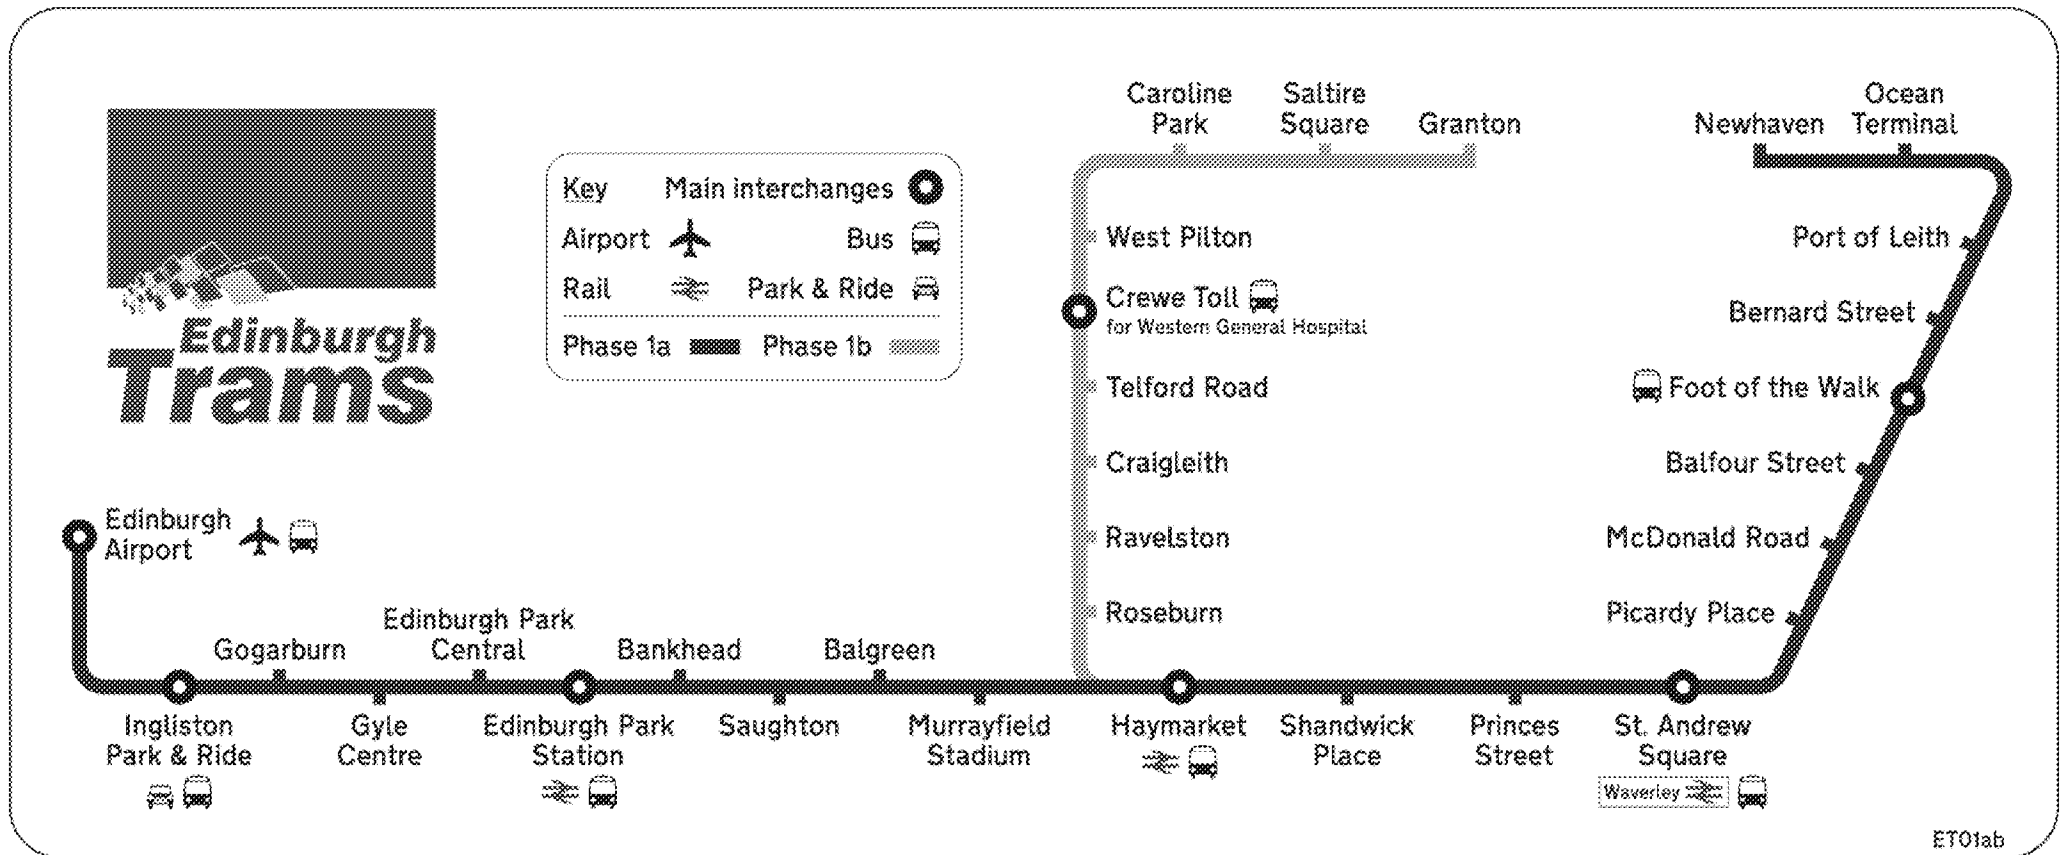 Edinburgh
Trams
Key
Main interchanges
Airport
Bus
Rail
Park & Ride
Phase 1a
Phase 1b
Caroline
Park
Saltire
Square
Granton
Newhaven
Ocean
Terminal
West Pilton
Crewe Toll
for Western General Hospital
Telford Road
Craigleith
Ravelston
Roseburn
Port of Leith
Bernard Street
Foot of the Walk
Balfour Street
McDonald Road
Picardy Place
Edinburgh
Airport
Ingliston
Park & Ride
Gogarburn
Gyle
Centre
Edinburgh Park
Central
Edinburgh Park
Station
Bankhead
Saughton
Balgreen
Murrayfield
Stadium
Haymarket
Shandwick
Place
Princes
Street
St. Andrew
Square
Waverley
ET01ab